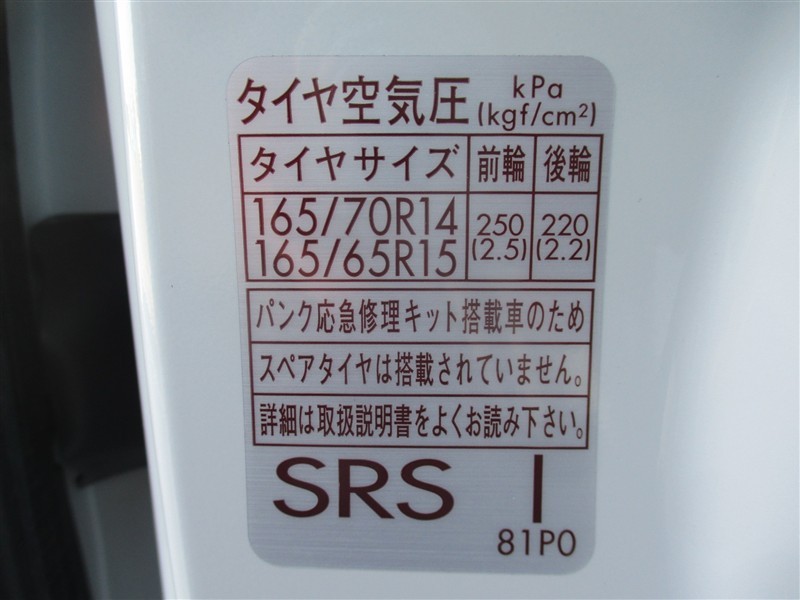 タイヤ空気圧 kPa (kgf/cm²)
タイヤサイズ 前輪 後輪
165/70R14 250 220
165/65R15 (2.5) (2.2)
パンク応急修理キット搭載車のため
スペアタイヤは搭載されていません。
詳細は取扱説明書をよくお読み下さい。
SRS I
81P0